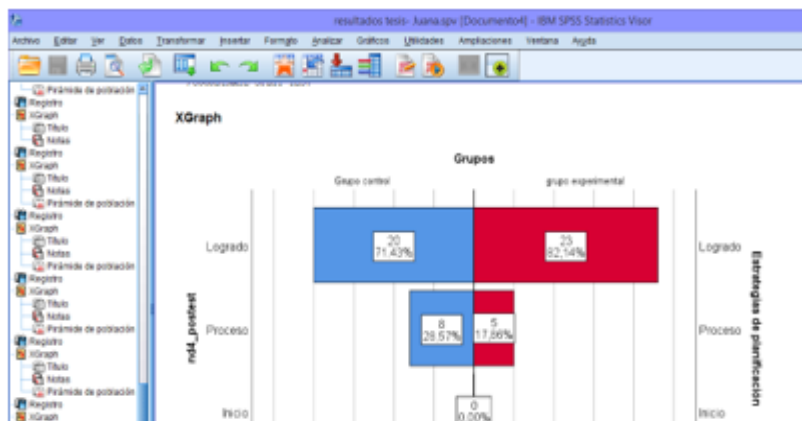 resultados tesis- Juana.spv [Documento4] - IBM SPSS Statistics Visor
Archivo Editar Ver Datos Transformar Insertar Formato Analizar Gráficos Utilidades Ampliaciones Ventana Ayuda
Pirámide de población
Registro
XGraph
Título
Notas
Registro
XGraph
Título
Notas
Pirámide de población
Registro
XGraph
Título
Notas
Pirámide de población
Registro
XGraph
Título
Notas
Pirámide de población
Registro
XGraph
Título
Notas
Pirámide de población
Registro
XGraph
XGraph
Grupos
Grupo control grupo experimental
Logrado 20 23 Logrado
71,43% 82,14%
Proceso 8 5 Proceso
28,57% 17,86%
Inicio 0 Inicio
0,00%
nd4_postest
Estrategias de planificación